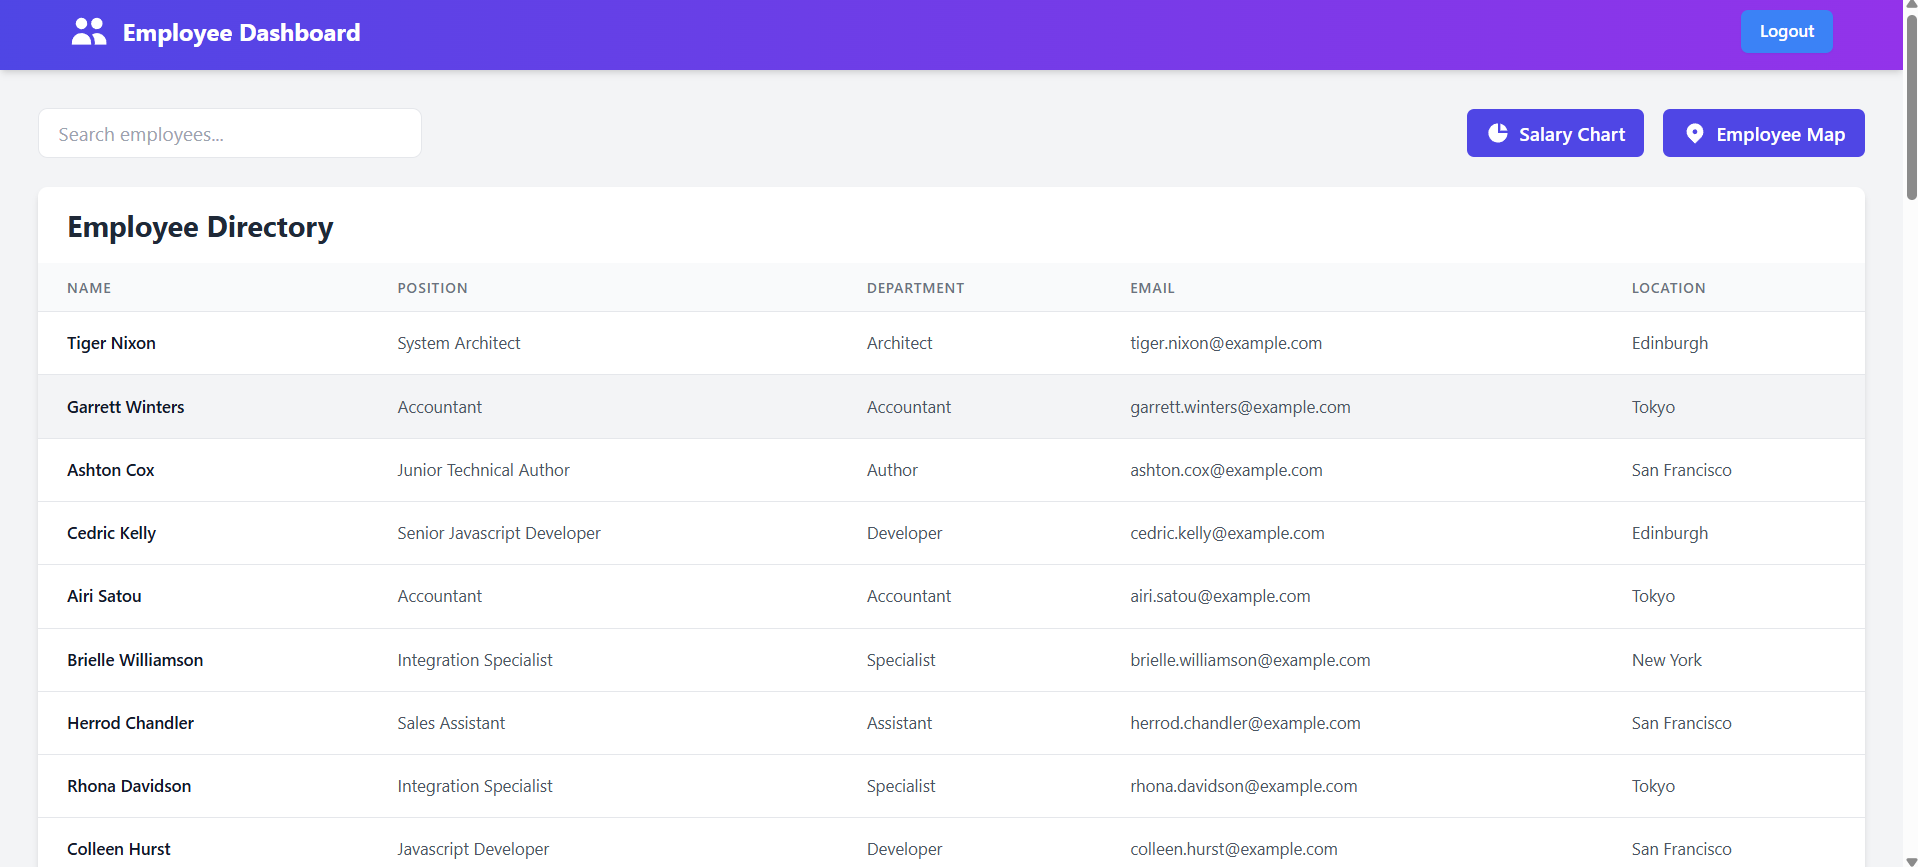 Employee Dashboard
Logout
Search employees...
Salary Chart
Employee Map
Employee Directory
NAME POSITION DEPARTMENT EMAIL LOCATION
Tiger Nixon System Architect Architect tiger.nixon@example.com Edinburgh
Garrett Winters Accountant Accountant garrett.winters@example.com Tokyo
Ashton Cox Junior Technical Author Author ashton.cox@example.com San Francisco
Cedric Kelly Senior Javascript Developer Developer cedric.kelly@example.com Edinburgh
Airi Satou Accountant Accountant airi.satou@example.com Tokyo
Brielle Williamson Integration Specialist Specialist brielle.williamson@example.com New York
Herrod Chandler Sales Assistant Assistant herrod.chandler@example.com San Francisco
Rhona Davidson Integration Specialist Specialist rhona.davidson@example.com Tokyo
Colleen Hurst Javascript Developer Developer colleen.hurst@example.com San Francisco